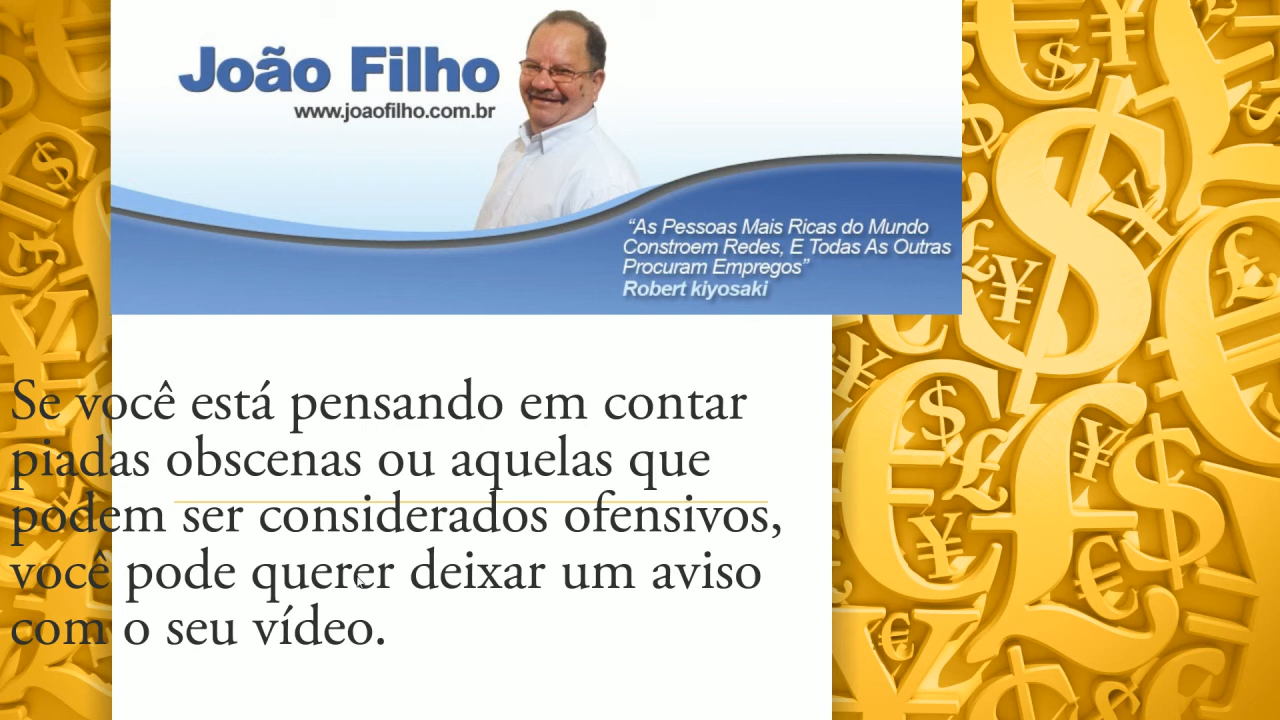 João Filho
www.joaofilho.com.br
“As Pessoas Mais Ricas do Mundo
Constroem Redes, E Todas As Outras
Procuram Empregos”
Robert kiyosaki
Se você está pensando em contar
piadas obscenas ou aquelas que
podem ser considerados ofensivos,
você pode querer deixar um aviso
com o seu vídeo.